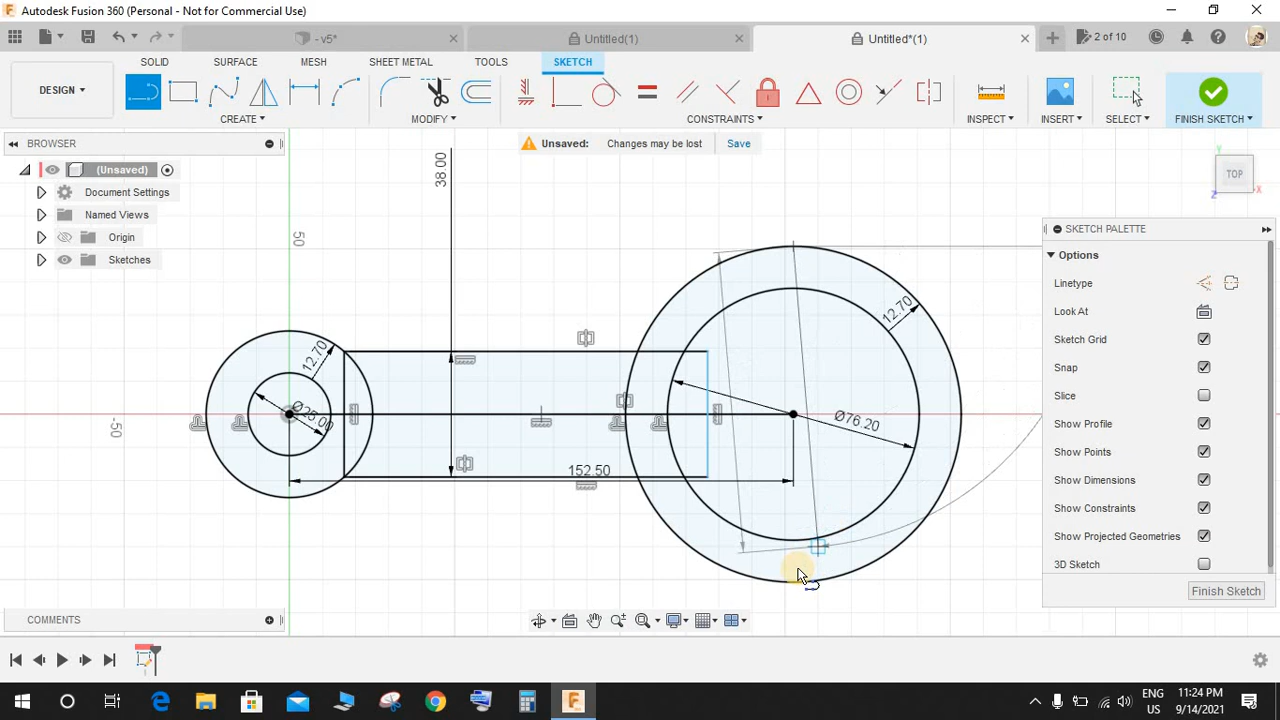 Autodesk Fusion 360 (Personal - Not for Commercial Use)
- v5*
Untitled(1)
Untitled*(1)
2 of 10
DESIGN
SOLID
SURFACE
MESH
SHEET METAL
TOOLS
SKETCH
CREATE
MODIFY
CONSTRAINTS
INSPECT
INSERT
SELECT
FINISH SKETCH
BROWSER
Unsaved: Changes may be lost Save
(Unsaved)
Document Settings
Named Views
Origin
Sketches
TOP
Y
X
Z
50
-50
38.00
12.70
Ø25.00
152.50
12.70
Ø76.20
SKETCH PALETTE
Options
Linetype
Look At
Sketch Grid
Snap
Slice
Show Profile
Show Points
Show Dimensions
Show Constraints
Show Projected Geometries
3D Sketch
Finish Sketch
COMMENTS
ENG
US
11:24 PM
9/14/2021